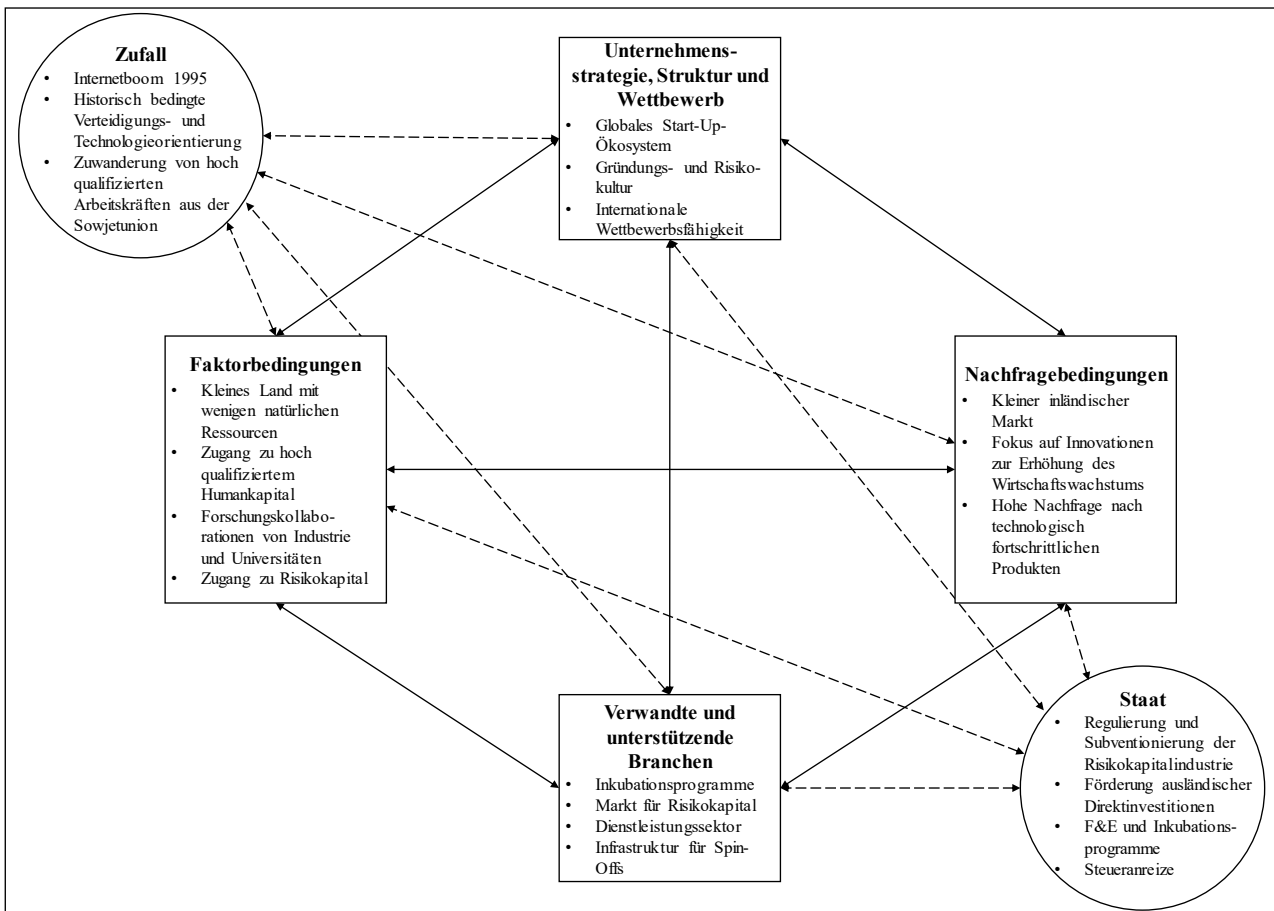 Zufall
• Internetboom 1995
• Historisch bedingte
Verteidigungs- und
Technologieorientierung
• Zuwanderung von hoch
qualifizierten
Arbeitskräften aus der
Sowjetunion
Unternehmens-
strategie, Struktur und
Wettbewerb
• Globales Start-Up-
Ökosystem
• Gründungs- und Risiko-
kultur
• Internationale
Wettbewerbsfähigkeit
Faktorbedingungen
• Kleines Land mit
wenigen natürlichen
Ressourcen
• Zugang zu hoch
qualifiziertem
Humankapital
• Forschungskollabo-
rationen von Industrie
und Universitäten
• Zugang zu Risikokapital
Nachfragebedingungen
• Kleiner inländischer
Markt
• Fokus auf Innovationen
zur Erhöhung des
Wirtschaftswachstums
• Hohe Nachfrage nach
technologisch
fortschrittlichen
Produkten
Verwandte und
unterstützende
Branchen
• Inkubationsprogramme
• Markt für Risikokapital
• Dienstleistungssektor
• Infrastruktur für Spin-
Offs
Staat
• Regulierung und
Subventionierung der
Risikokapitalindustrie
• Förderung ausländischer
Direktinvestitionen
• F&E und Inkubations-
programme
• Steueranreize